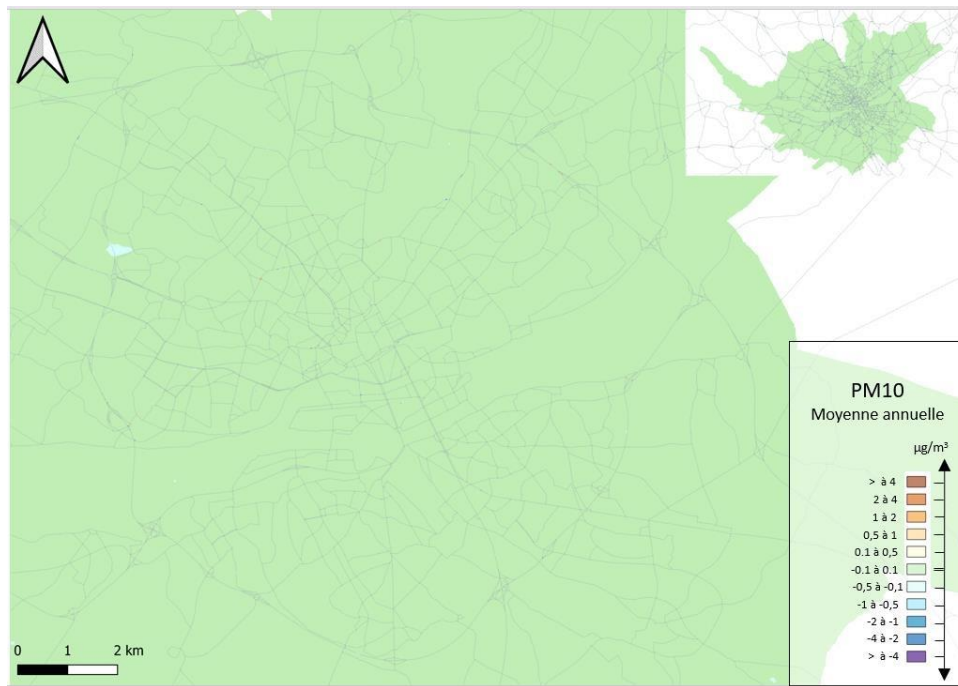 PM10
Moyenne annuelle
µg/m³
> à 4
2 à 4
1 à 2
0,5 à 1
0.1 à 0,5
-0.1 à 0.1
-0,5 à -0,1
-1 à -0,5
-2 à -1
-4 à -2
> à -4
0 1 2 km